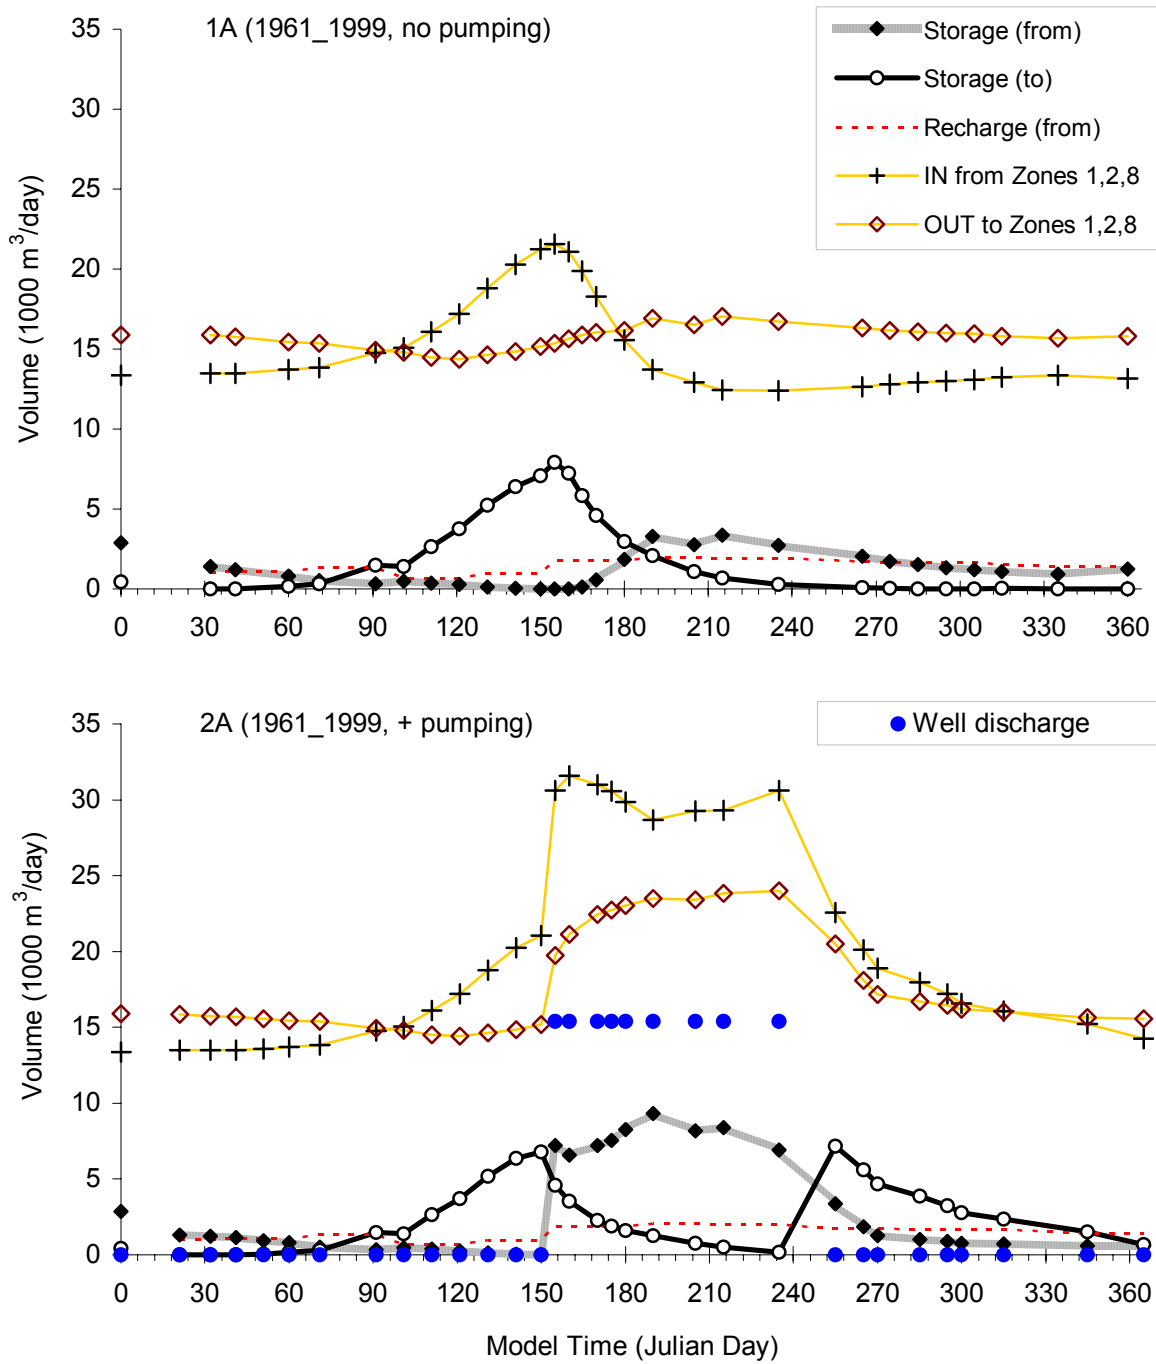 1A (1961_1999, no pumping)
Storage (from)
Storage (to)
Recharge (from)
IN from Zones 1,2,8
OUT to Zones 1,2,8
Volume (1000 m³/day)
35
30
25
20
15
10
5
0
0 30 60 90 120 150 180 210 240 270 300 330 360
2A (1961_1999, + pumping)
Well discharge
Volume (1000 m³/day)
35
30
25
20
15
10
5
0
0 30 60 90 120 150 180 210 240 270 300 330 360
Model Time (Julian Day)